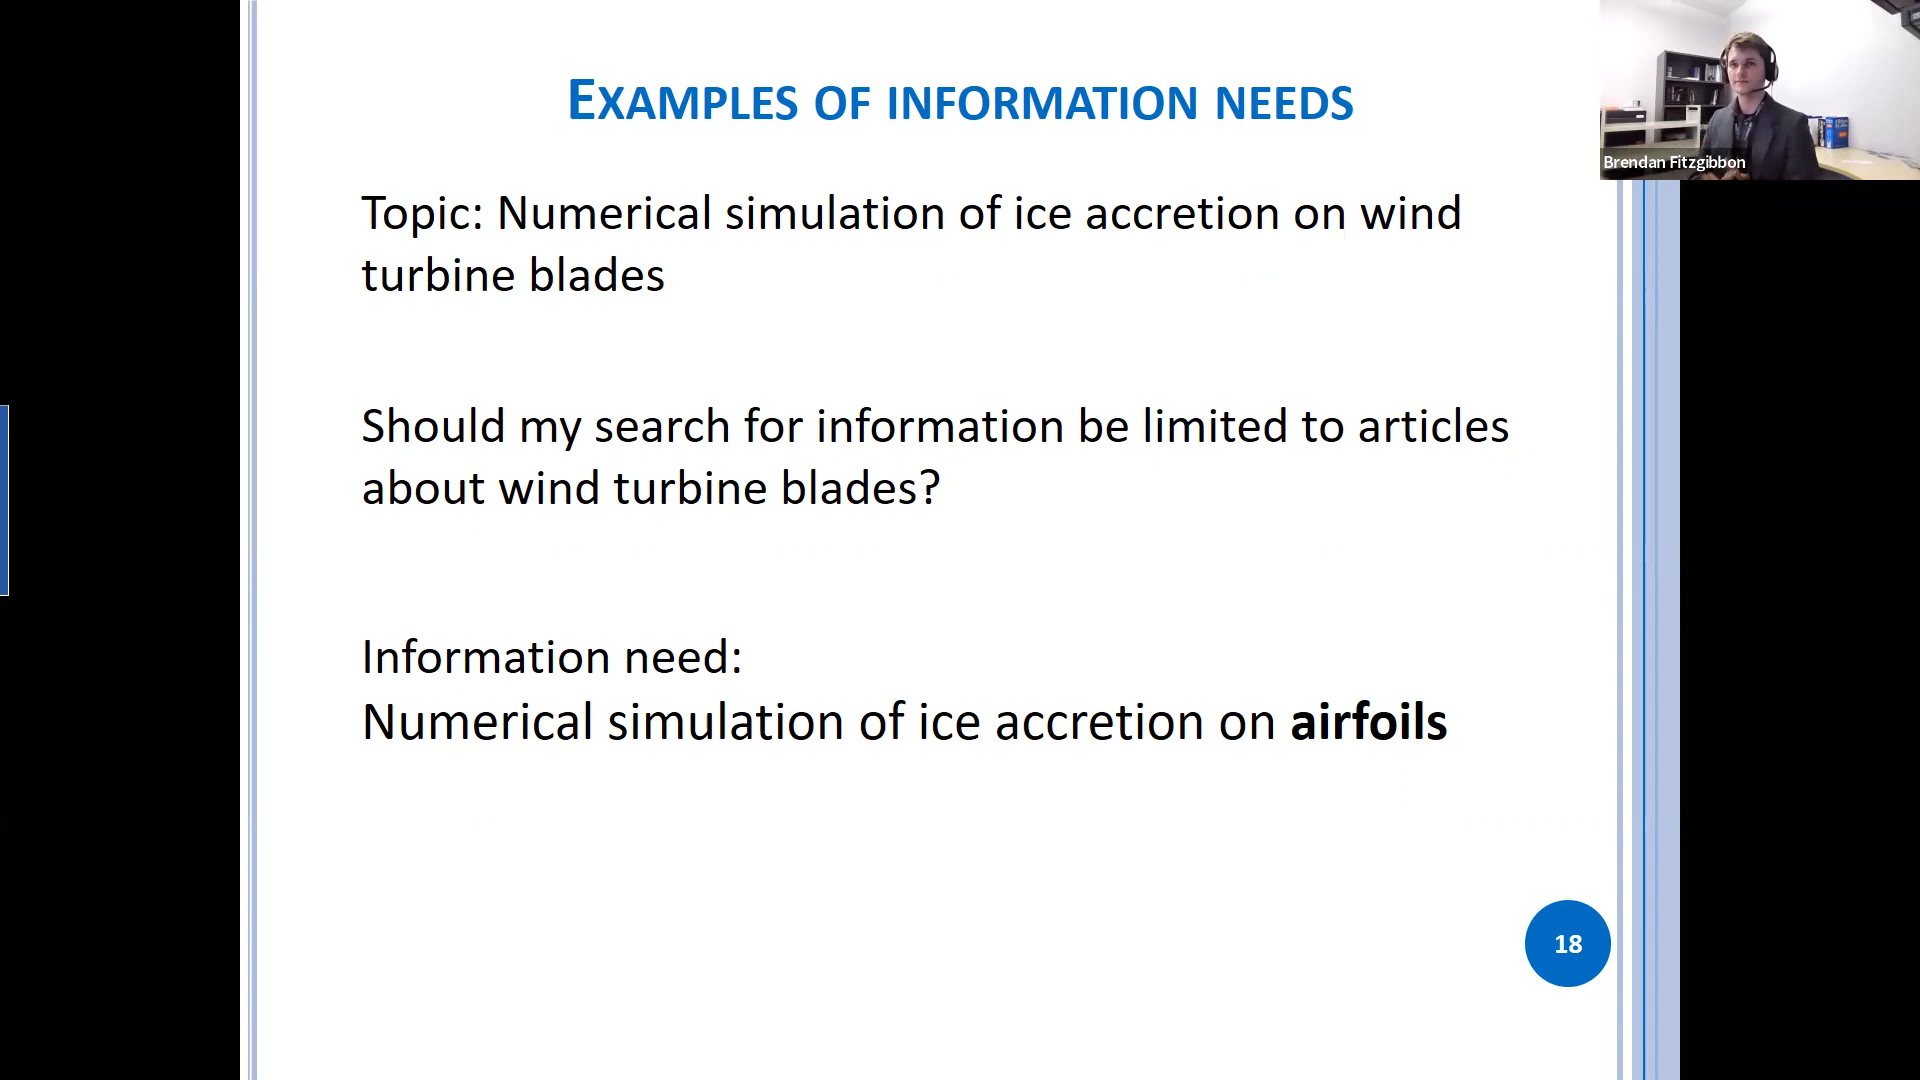 EXAMPLES OF INFORMATION NEEDS
Brendan Fitzgibbon
Topic: Numerical simulation of ice accretion on wind
turbine blades
Should my search for information be limited to articles
about wind turbine blades?
Information need:
Numerical simulation of ice accretion on airfoils
18